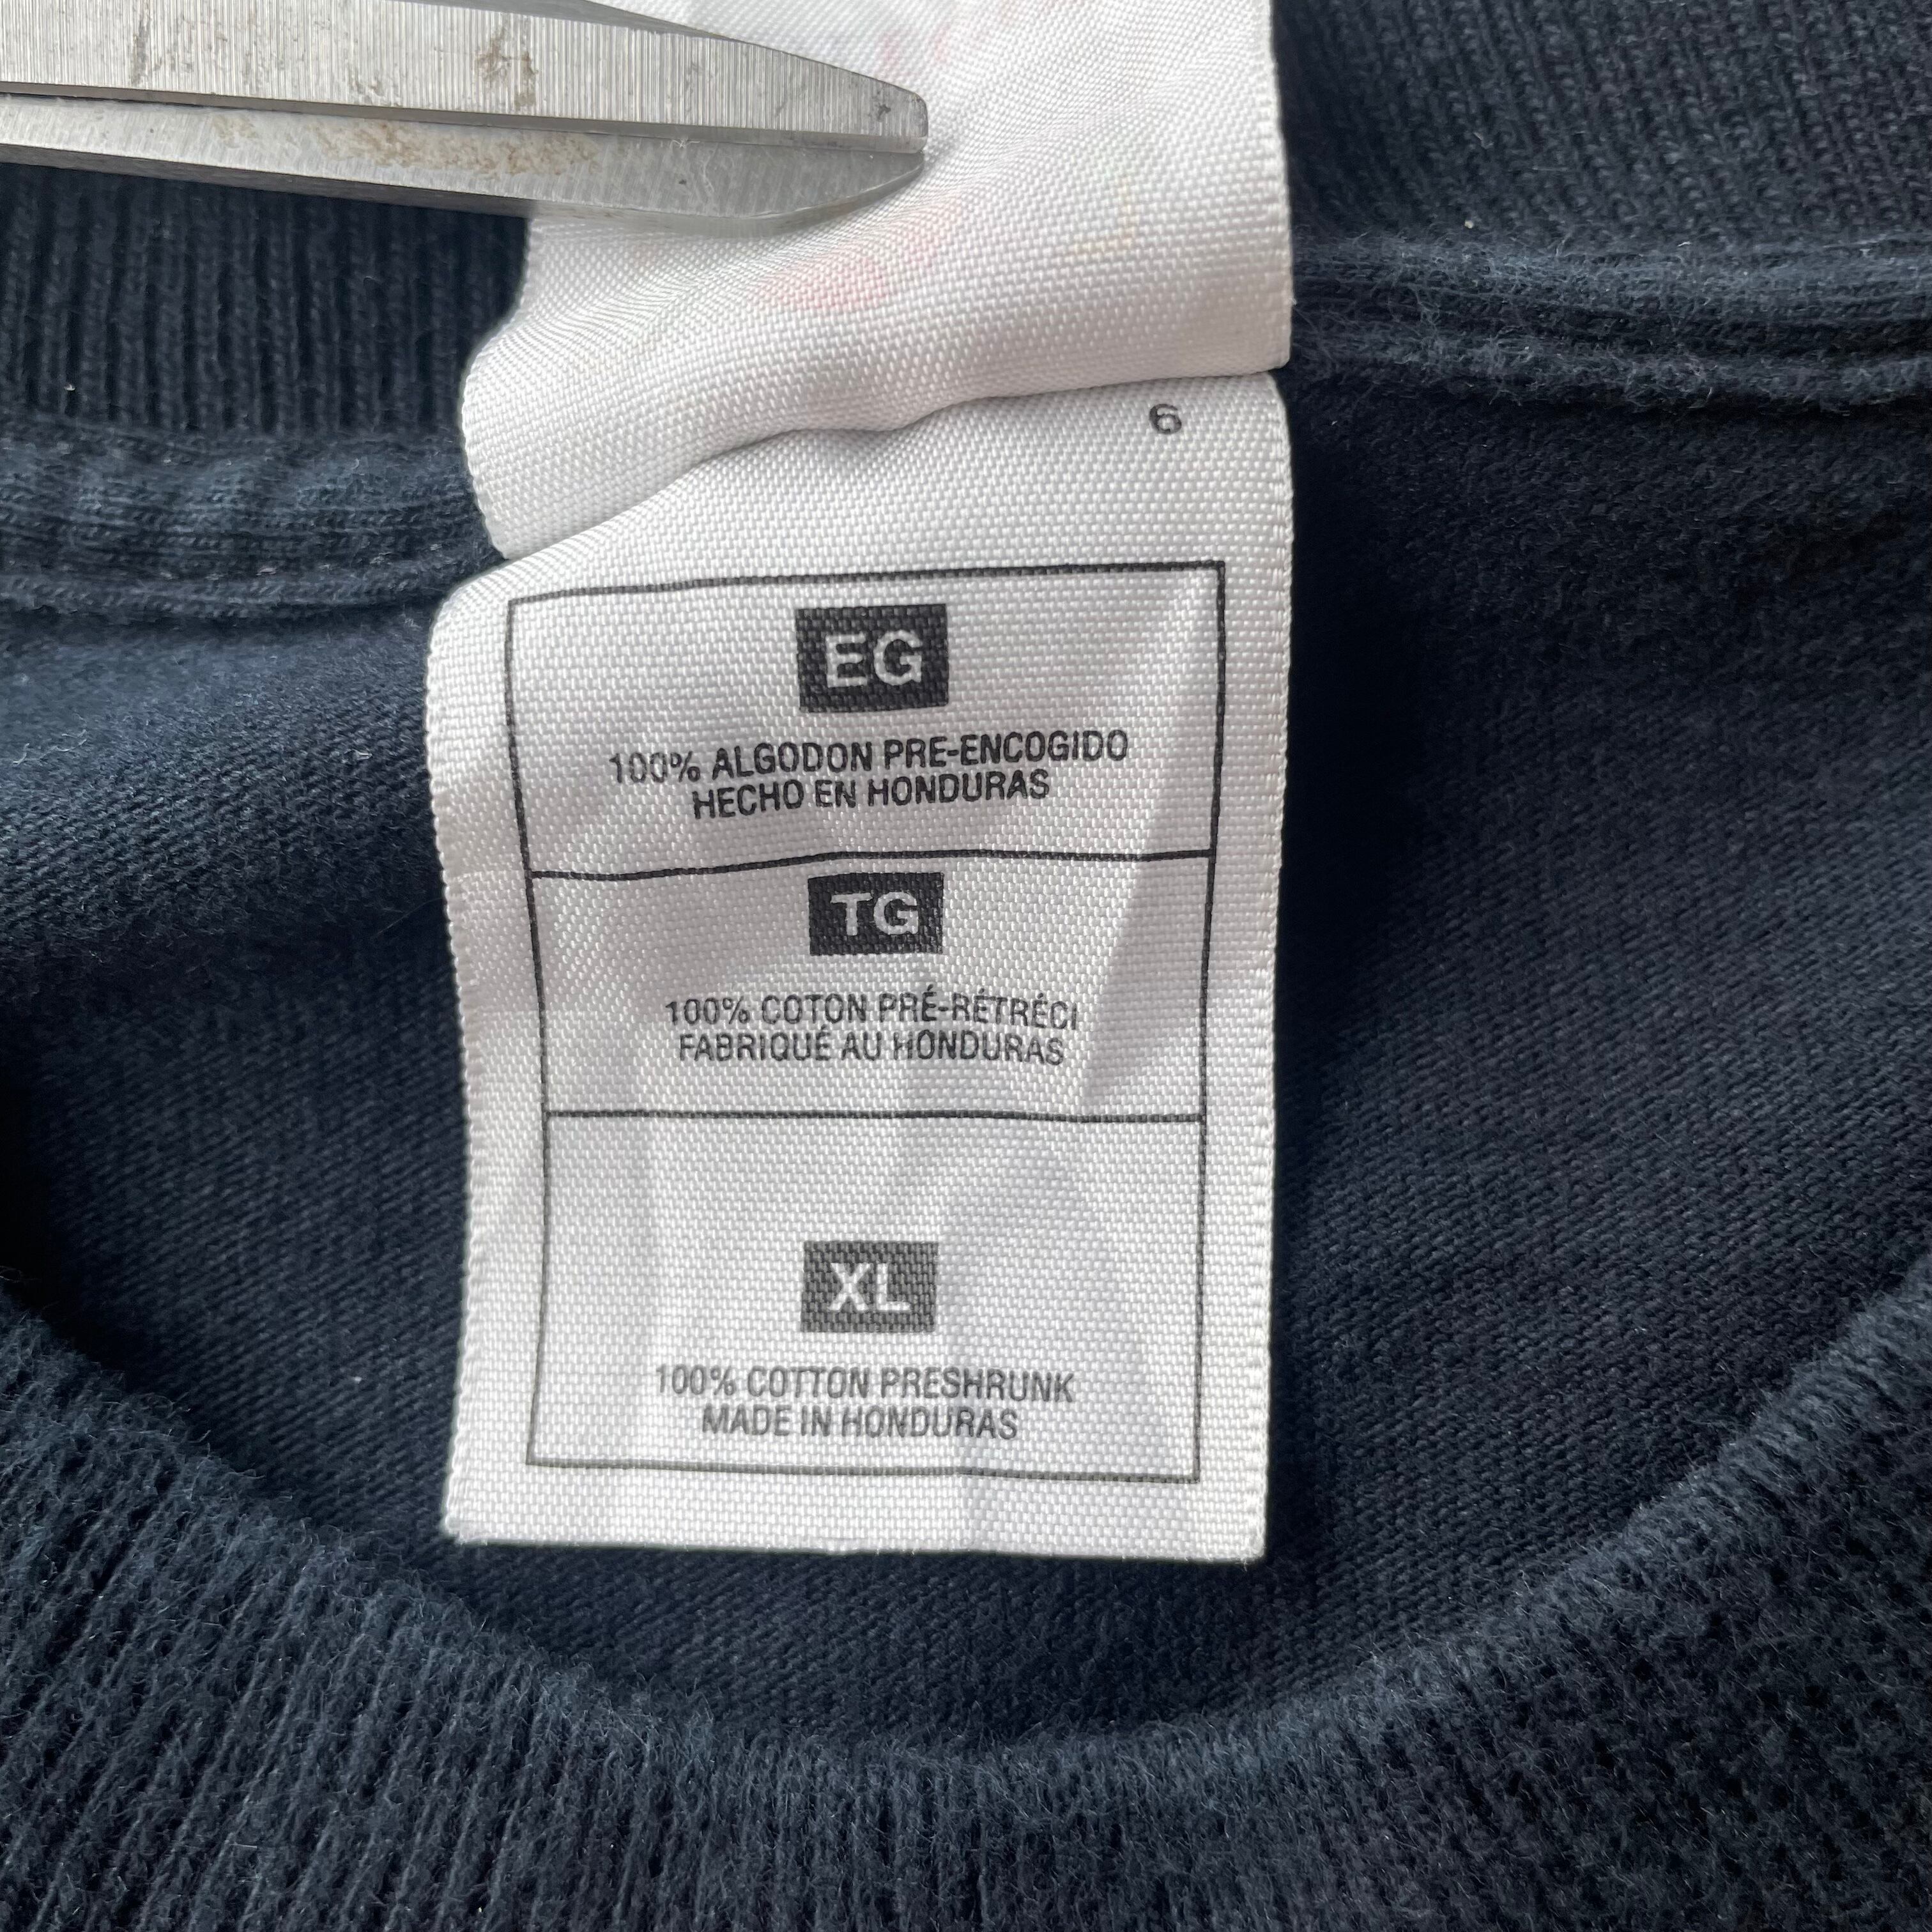 6
EG
100% ALGODON PRE-ENCOGIDO
HECHO EN HONDURAS
TG
100% COTON PRÉ-RÉTRÉCI
FABRIQUÉ AU HONDURAS
XL
100% COTTON PRESHRUNK
MADE IN HONDURAS